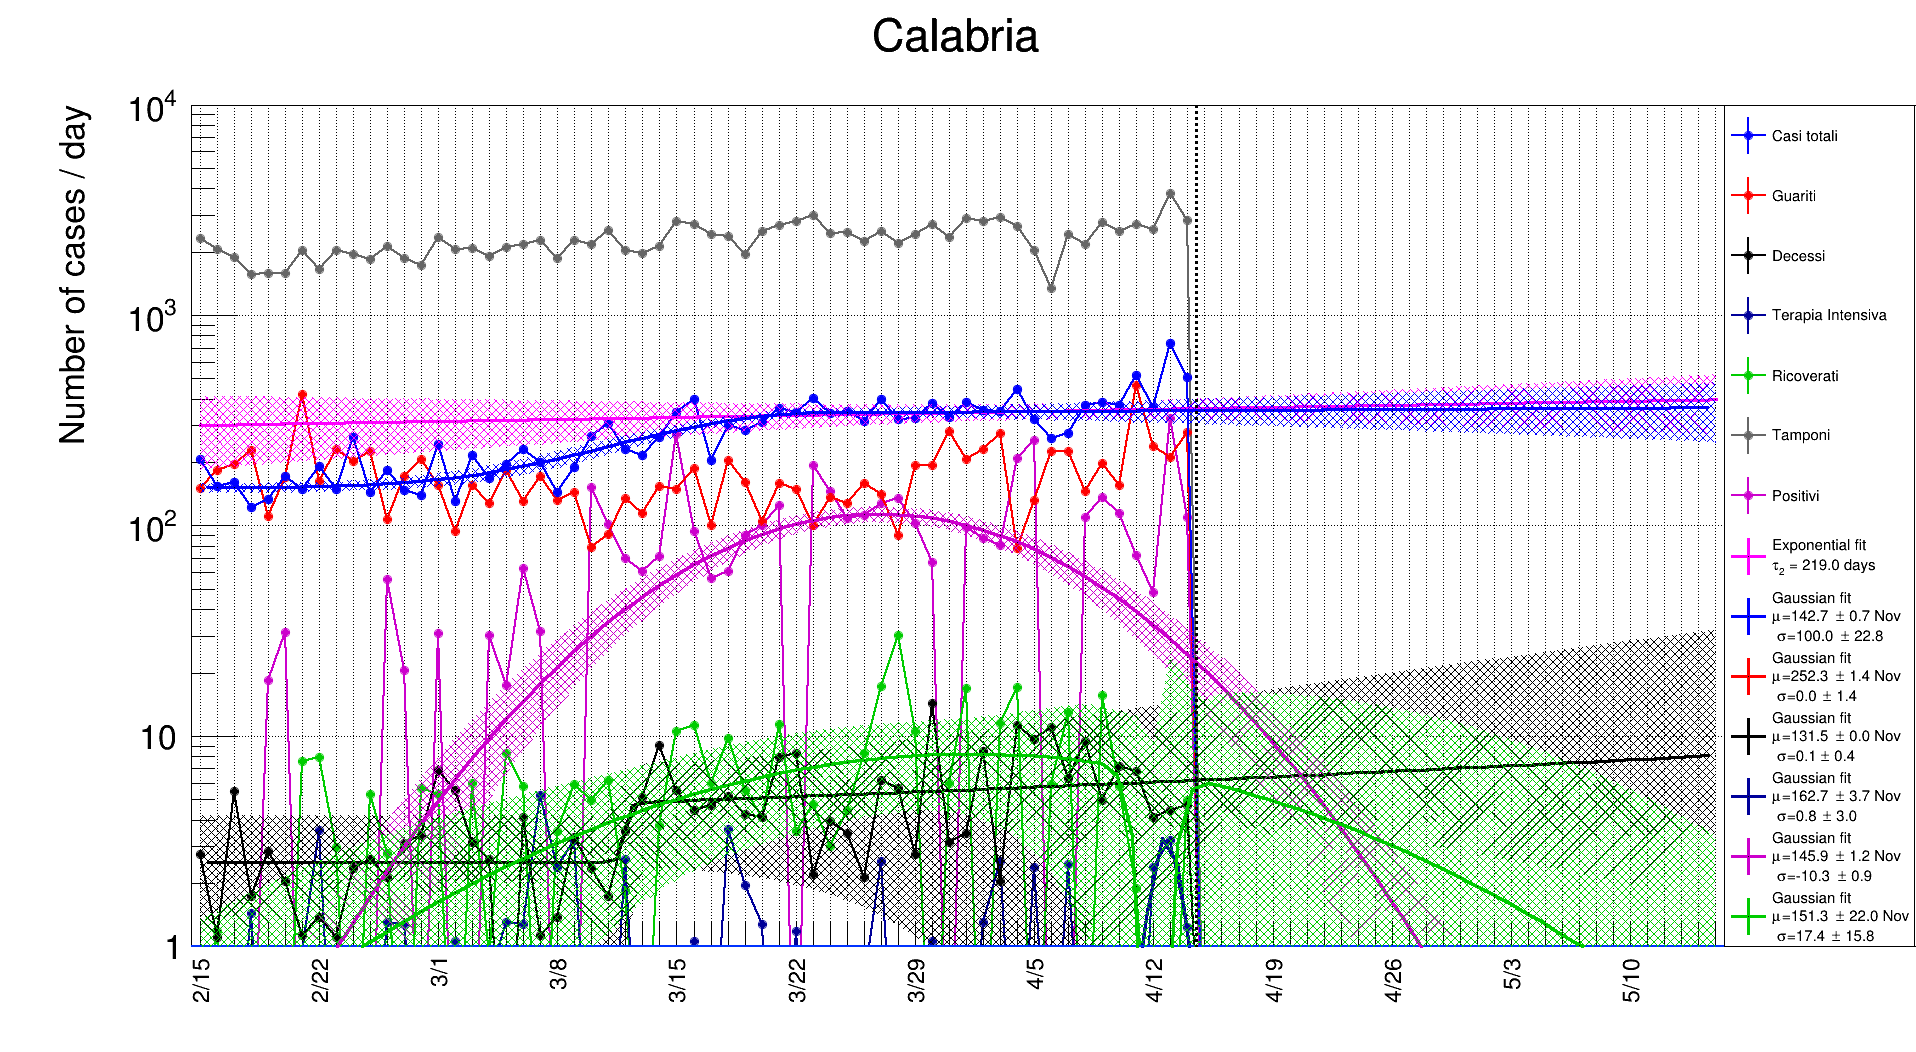 Calabria
Number of cases / day
10⁴
10³
10²
10
1
2/15
2/22
3/1
3/8
3/15
3/22
3/29
4/5
4/12
4/19
4/26
5/3
5/10
Casi totali
Guariti
Decessi
Terapia Intensiva
Ricoverati
Tamponi
Positivi
Exponential fit
τ₂ = 219.0 days
Gaussian fit
μ=142.7 ± 0.7 Nov
σ=100.0 ± 22.8
Gaussian fit
μ=252.3 ± 1.4 Nov
σ=0.0 ± 1.4
Gaussian fit
μ=131.5 ± 0.0 Nov
σ=0.1 ± 0.4
Gaussian fit
μ=162.7 ± 3.7 Nov
σ=0.8 ± 3.0
Gaussian fit
μ=145.9 ± 1.2 Nov
σ=-10.3 ± 0.9
Gaussian fit
μ=151.3 ± 22.0 Nov
σ=17.4 ± 15.8